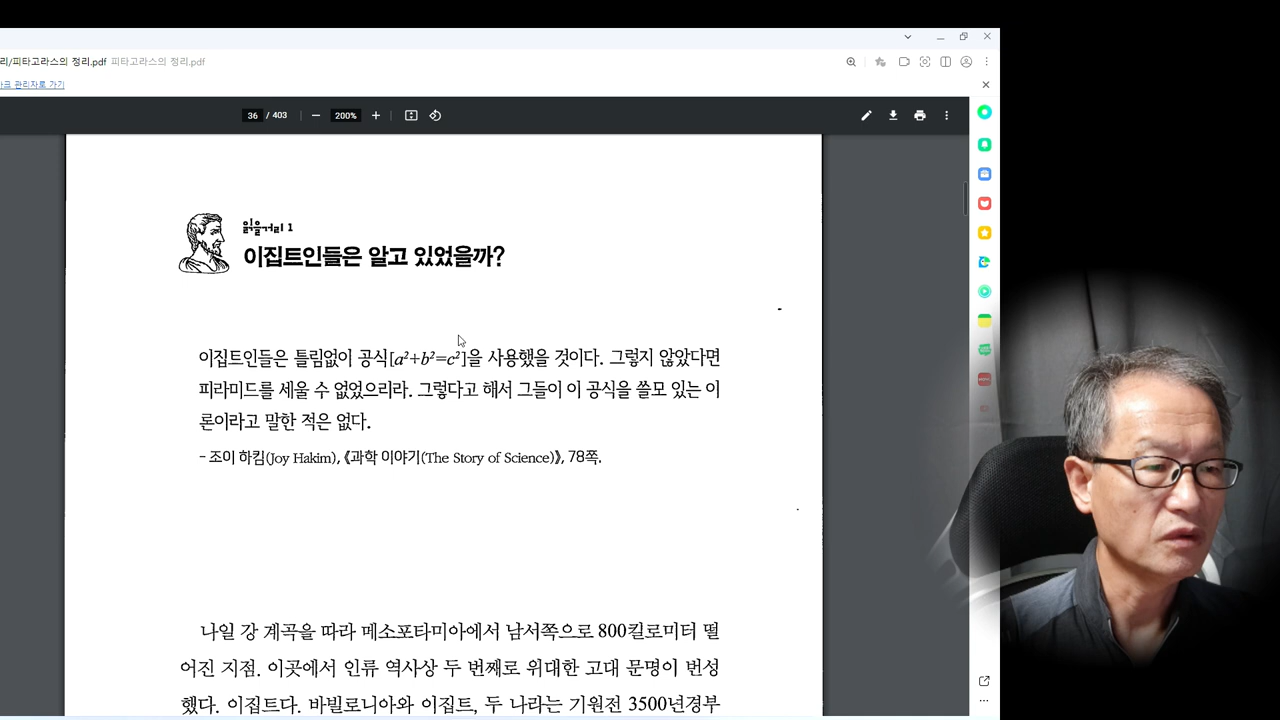 리/피타고라스의 정리.pdf 피타고라스의 정리.pdf
마크 관리자로 가기
36 / 403 200%
읽을거리 1
이집트인들은 알고 있었을까?
이집트인들은 틀림없이 공식[a²+b²=c²]을 사용했을 것이다. 그렇지 않았다면
피라미드를 세울 수 없었으리라. 그렇다고 해서 그들이 이 공식을 쓸모 있는 이
론이라고 말한 적은 없다.
– 조이 하킴(Joy Hakim), 《과학 이야기(The Story of Science)》, 78쪽.
나일 강 계곡을 따라 메소포타미아에서 남서쪽으로 800킬로미터 떨
어진 지점. 이곳에서 인류 역사상 두 번째로 위대한 고대 문명이 번성
했다. 이집트다. 바빌로니아와 이집트, 두 나라는 기원전 3500년경부